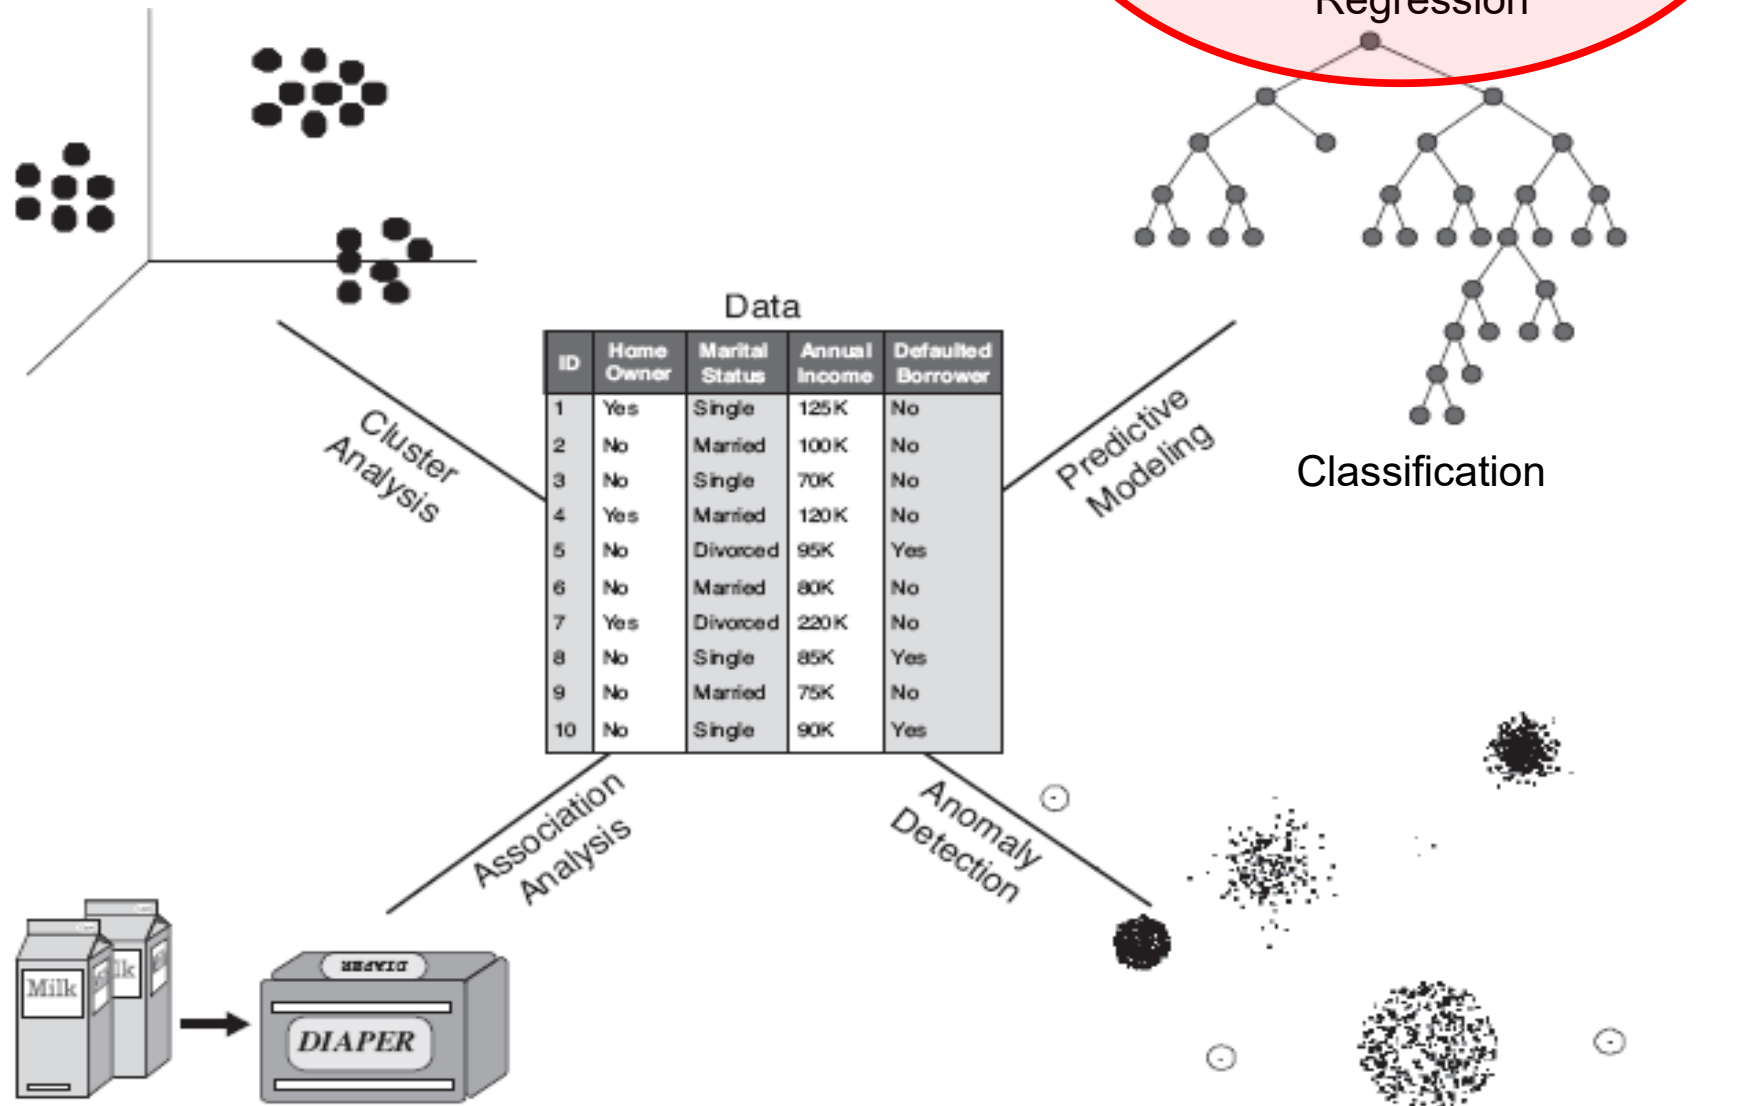 Regression
Data
ID Home Owner Marital Status Annual Income Defaulted Borrower
1 Yes Single 125K No
2 No Married 100K No
3 No Single 70K No
4 Yes Married 120K No
5 No Divorced 95K Yes
6 No Married 80K No
7 Yes Divorced 220K No
8 No Single 85K Yes
9 No Married 75K No
10 No Single 90K Yes
Cluster
Analysis
Predictive
Modeling
Classification
Association
Analysis
Anomaly
Detection
Milk
lk
DIAPER
DIAPER